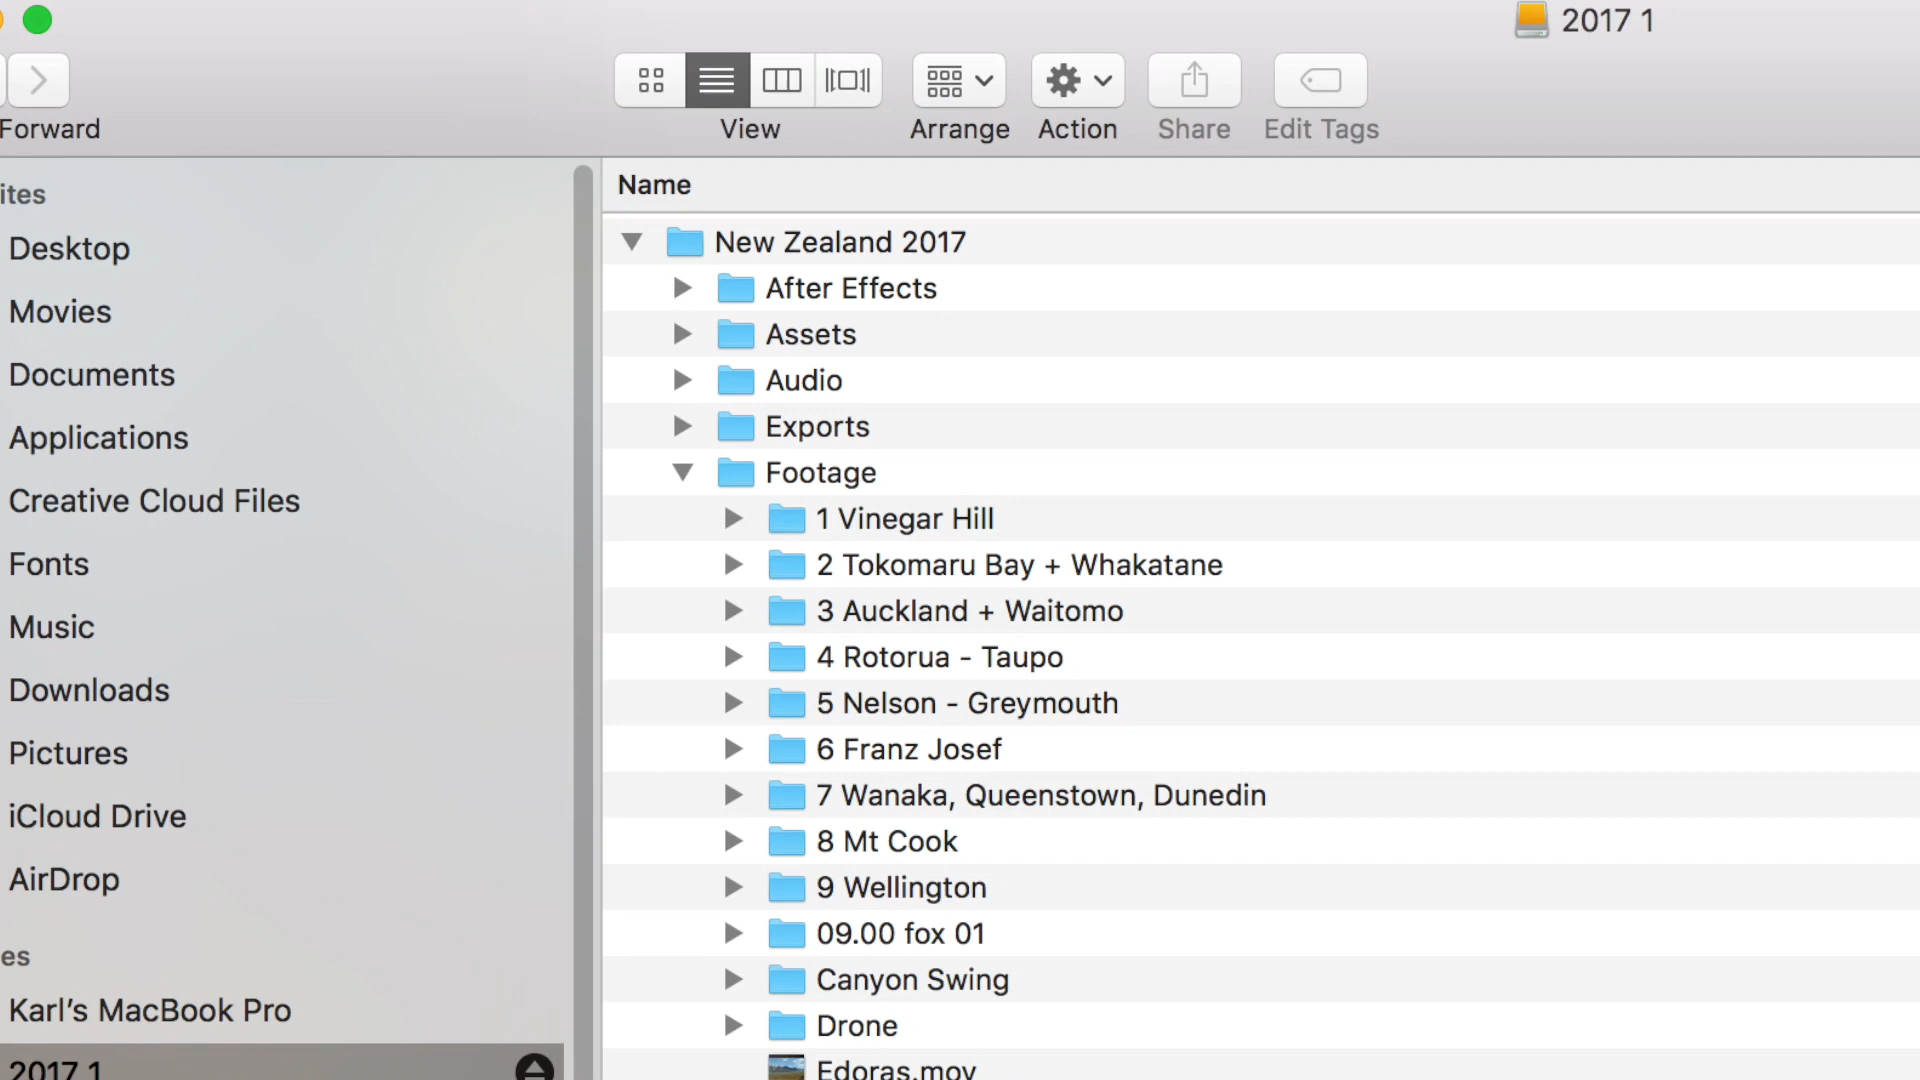 2017 1
Forward
View
Arrange
Action
Share
Edit Tags
ites
Desktop
Movies
Documents
Applications
Creative Cloud Files
Fonts
Music
Downloads
Pictures
iCloud Drive
AirDrop
es
Karl’s MacBook Pro
2017 1
Name
New Zealand 2017
After Effects
Assets
Audio
Exports
Footage
1 Vinegar Hill
2 Tokomaru Bay + Whakatane
3 Auckland + Waitomo
4 Rotorua - Taupo
5 Nelson - Greymouth
6 Franz Josef
7 Wanaka, Queenstown, Dunedin
8 Mt Cook
9 Wellington
09.00 fox 01
Canyon Swing
Drone
Edoras.mov